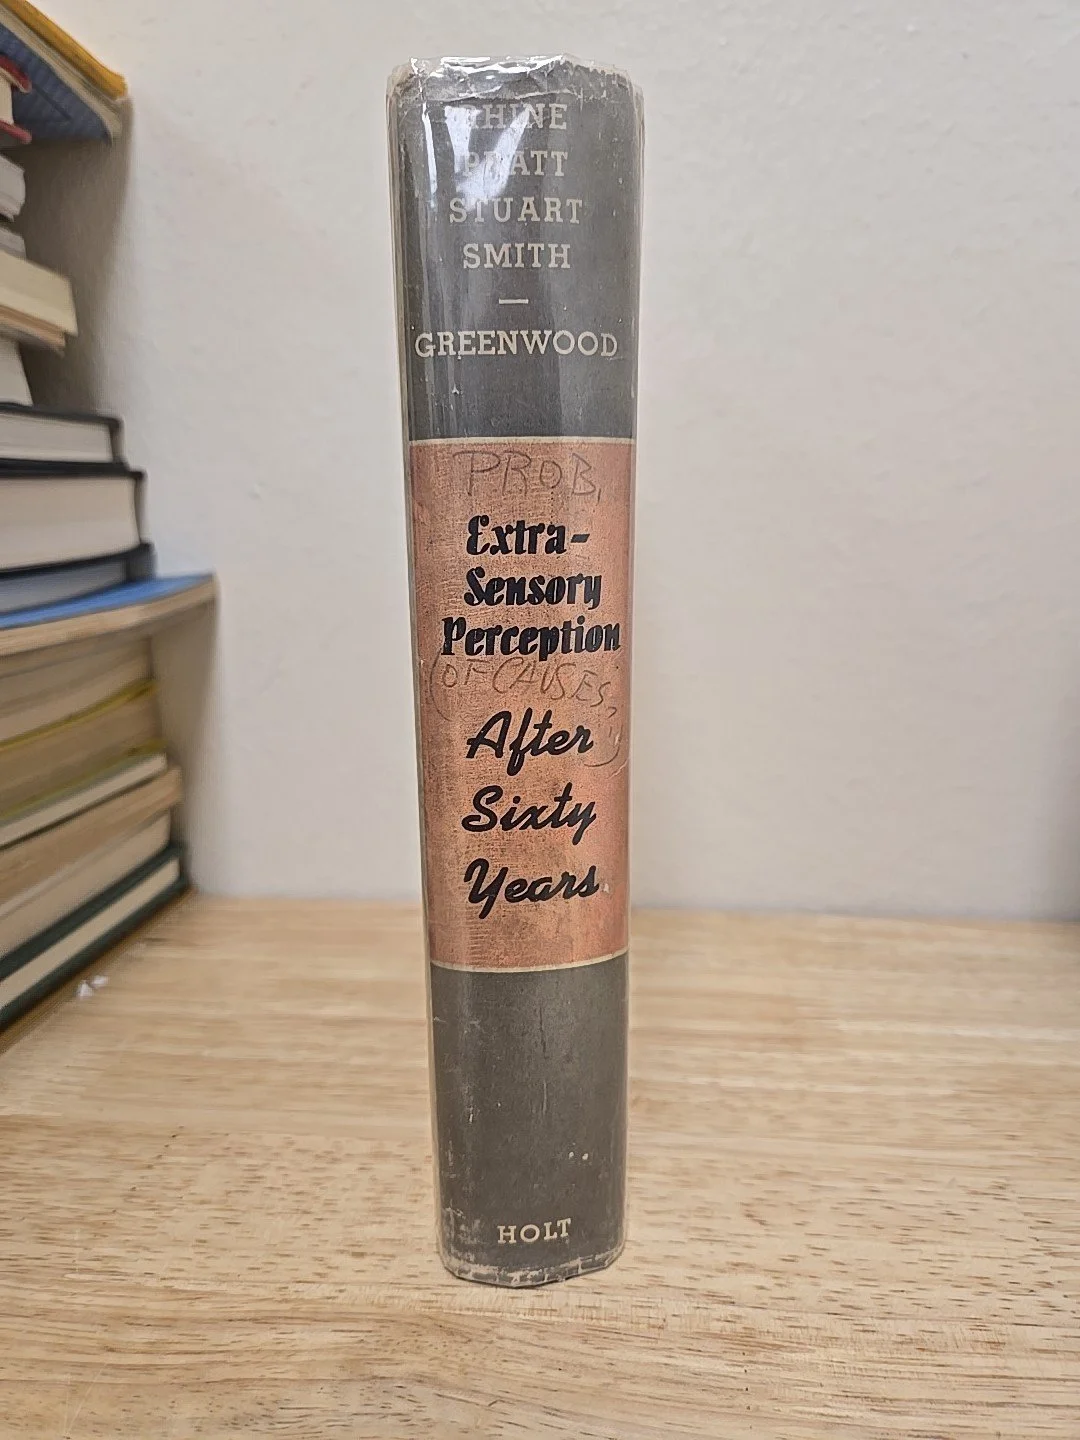 RHINE
PRATT
STUART
SMITH
—
GREENWOOD
PROB.
Extra-
Sensory
Perception
(OF CAUSES,
After
Sixty
Years
HOLT